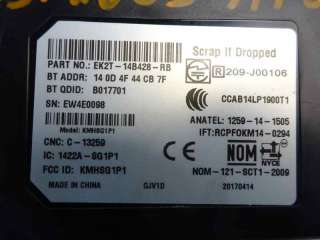 Scrap If Dropped
PART NO.: EK2T-14B428-RB
R 209-J00106
BT ADDR: 14 0D 4F 44 CB 7F
BT QDID: B017701
CCAB14LP1900T1
SN: EW4E0098
ANATEL: 1259-14-1505
Model: KMHSG1P1
IFT: RCPFOKM14-0294
CNC: C-13259
IC: 1422A-SG1P1
NOM
NYCE
FCC ID: KMHSG1P1
NOM-121-SCT1-2009
MADE IN CHINA
GJV1D
20170414